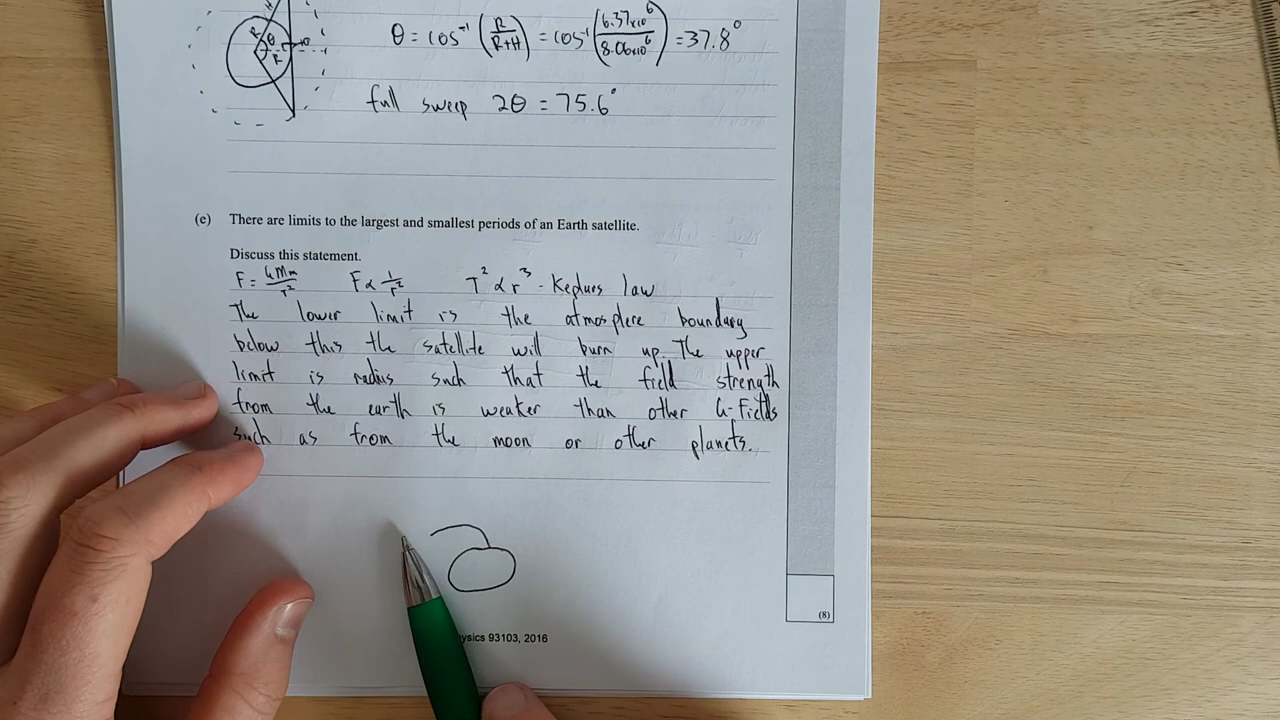 θ = cos⁻¹ (R/R+H) = cos⁻¹ (6.37x10⁶/8.06x10⁶) = 37.8°
R θ R
H
full sweep 2θ = 75.6°
(e) There are limits to the largest and smallest periods of an Earth satellite.
Discuss this statement.
F = GMm/r² F ∝ 1/r² T² ∝ r³ - Keplers law
The lower limit is the atmosplere boundary
below this the satellite will burn up. The upper
limit is radius such that the field strength
from the earth is weaker than other G-Fields
such as from the moon or other planets.
ysics 93103, 2016
(8)